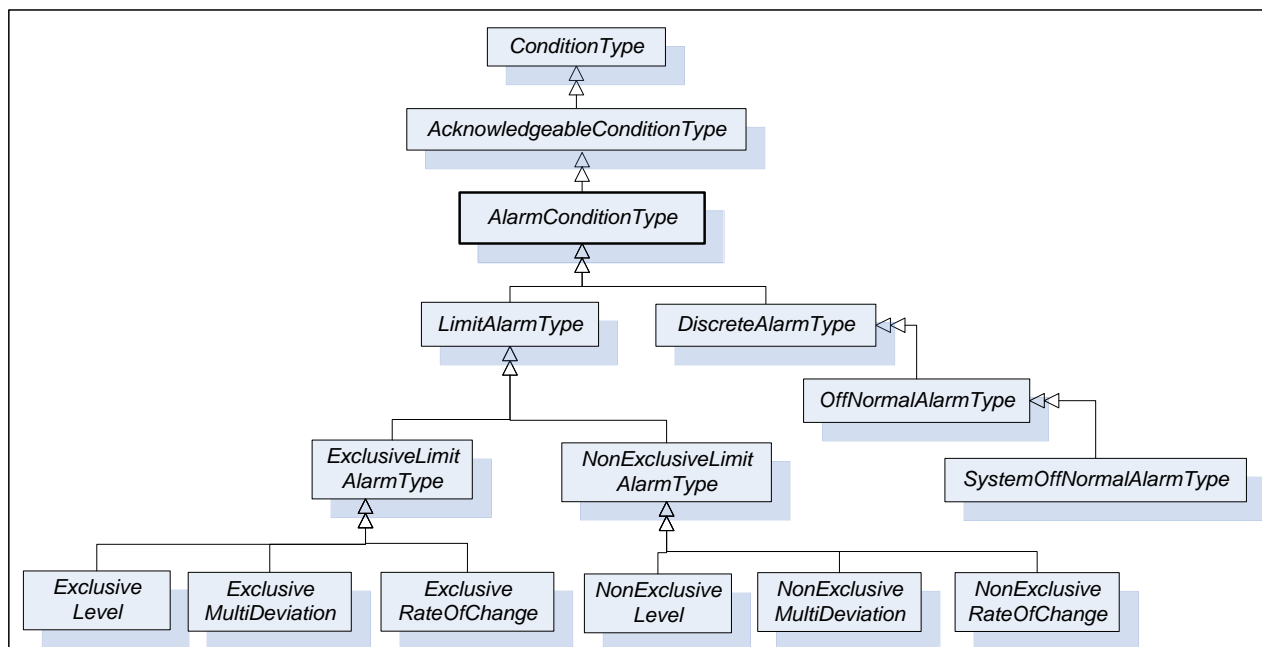 ConditionType
AcknowledgeableConditionType
AlarmConditionType
LimitAlarmType
DiscreteAlarmType
OffNormalAlarmType
ExclusiveLimit
AlarmType
NonExclusiveLimit
AlarmType
SystemOffNormalAlarmType
Exclusive
Level
Exclusive
MultiDeviation
Exclusive
RateOfChange
NonExclusive
Level
NonExclusive
MultiDeviation
NonExclusive
RateOfChange